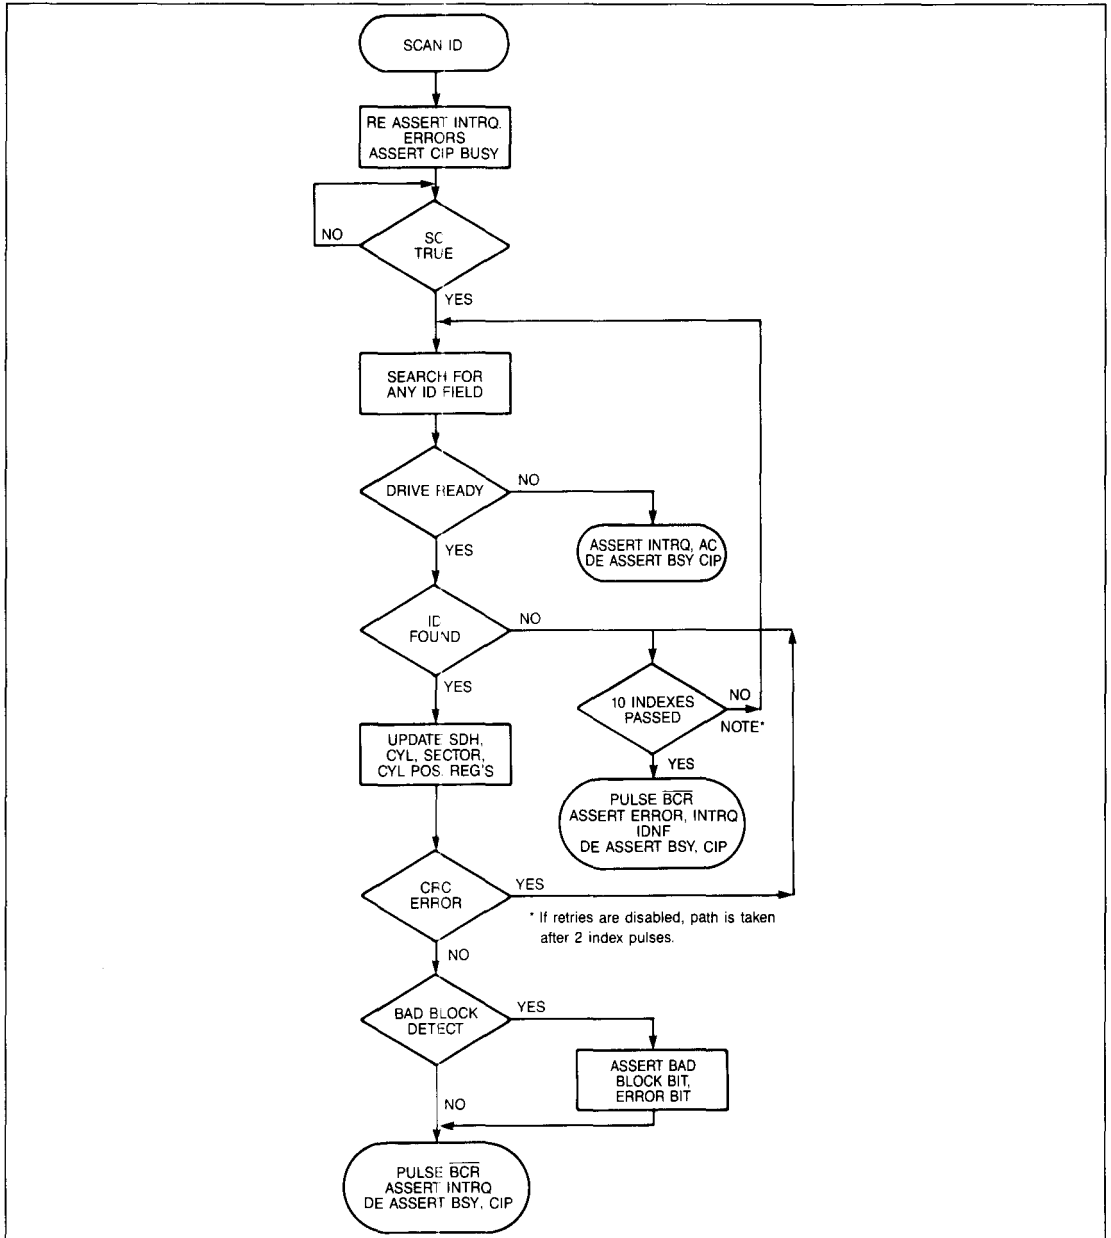 SCAN ID
RE ASSERT INTRQ.
ERRORS
ASSERT CIP BUSY
NO
SC
TRUE
YES
SEARCH FOR
ANY ID FIELD
DRIVE READY
NO
YES
ASSERT INTRQ, AC
DE ASSERT BSY CIP
ID
FOUND
NO
YES
10 INDEXES
PASSED
NO
NOTE*
YES
UPDATE SDH,
CYL, SECTOR,
CYL POS. REG'S
PULSE B̅C̅R̅
ASSERT ERROR, INTRQ
IDNF
DE ASSERT BSY, CIP
CRC
ERROR
YES
* If retries are disabled, path is taken
after 2 index pulses.
NO
BAD BLOCK
DETECT
YES
ASSERT BAD
BLOCK BIT,
ERROR BIT
NO
PULSE B̅C̅R̅
ASSERT INTRQ
DE ASSERT BSY, CIP